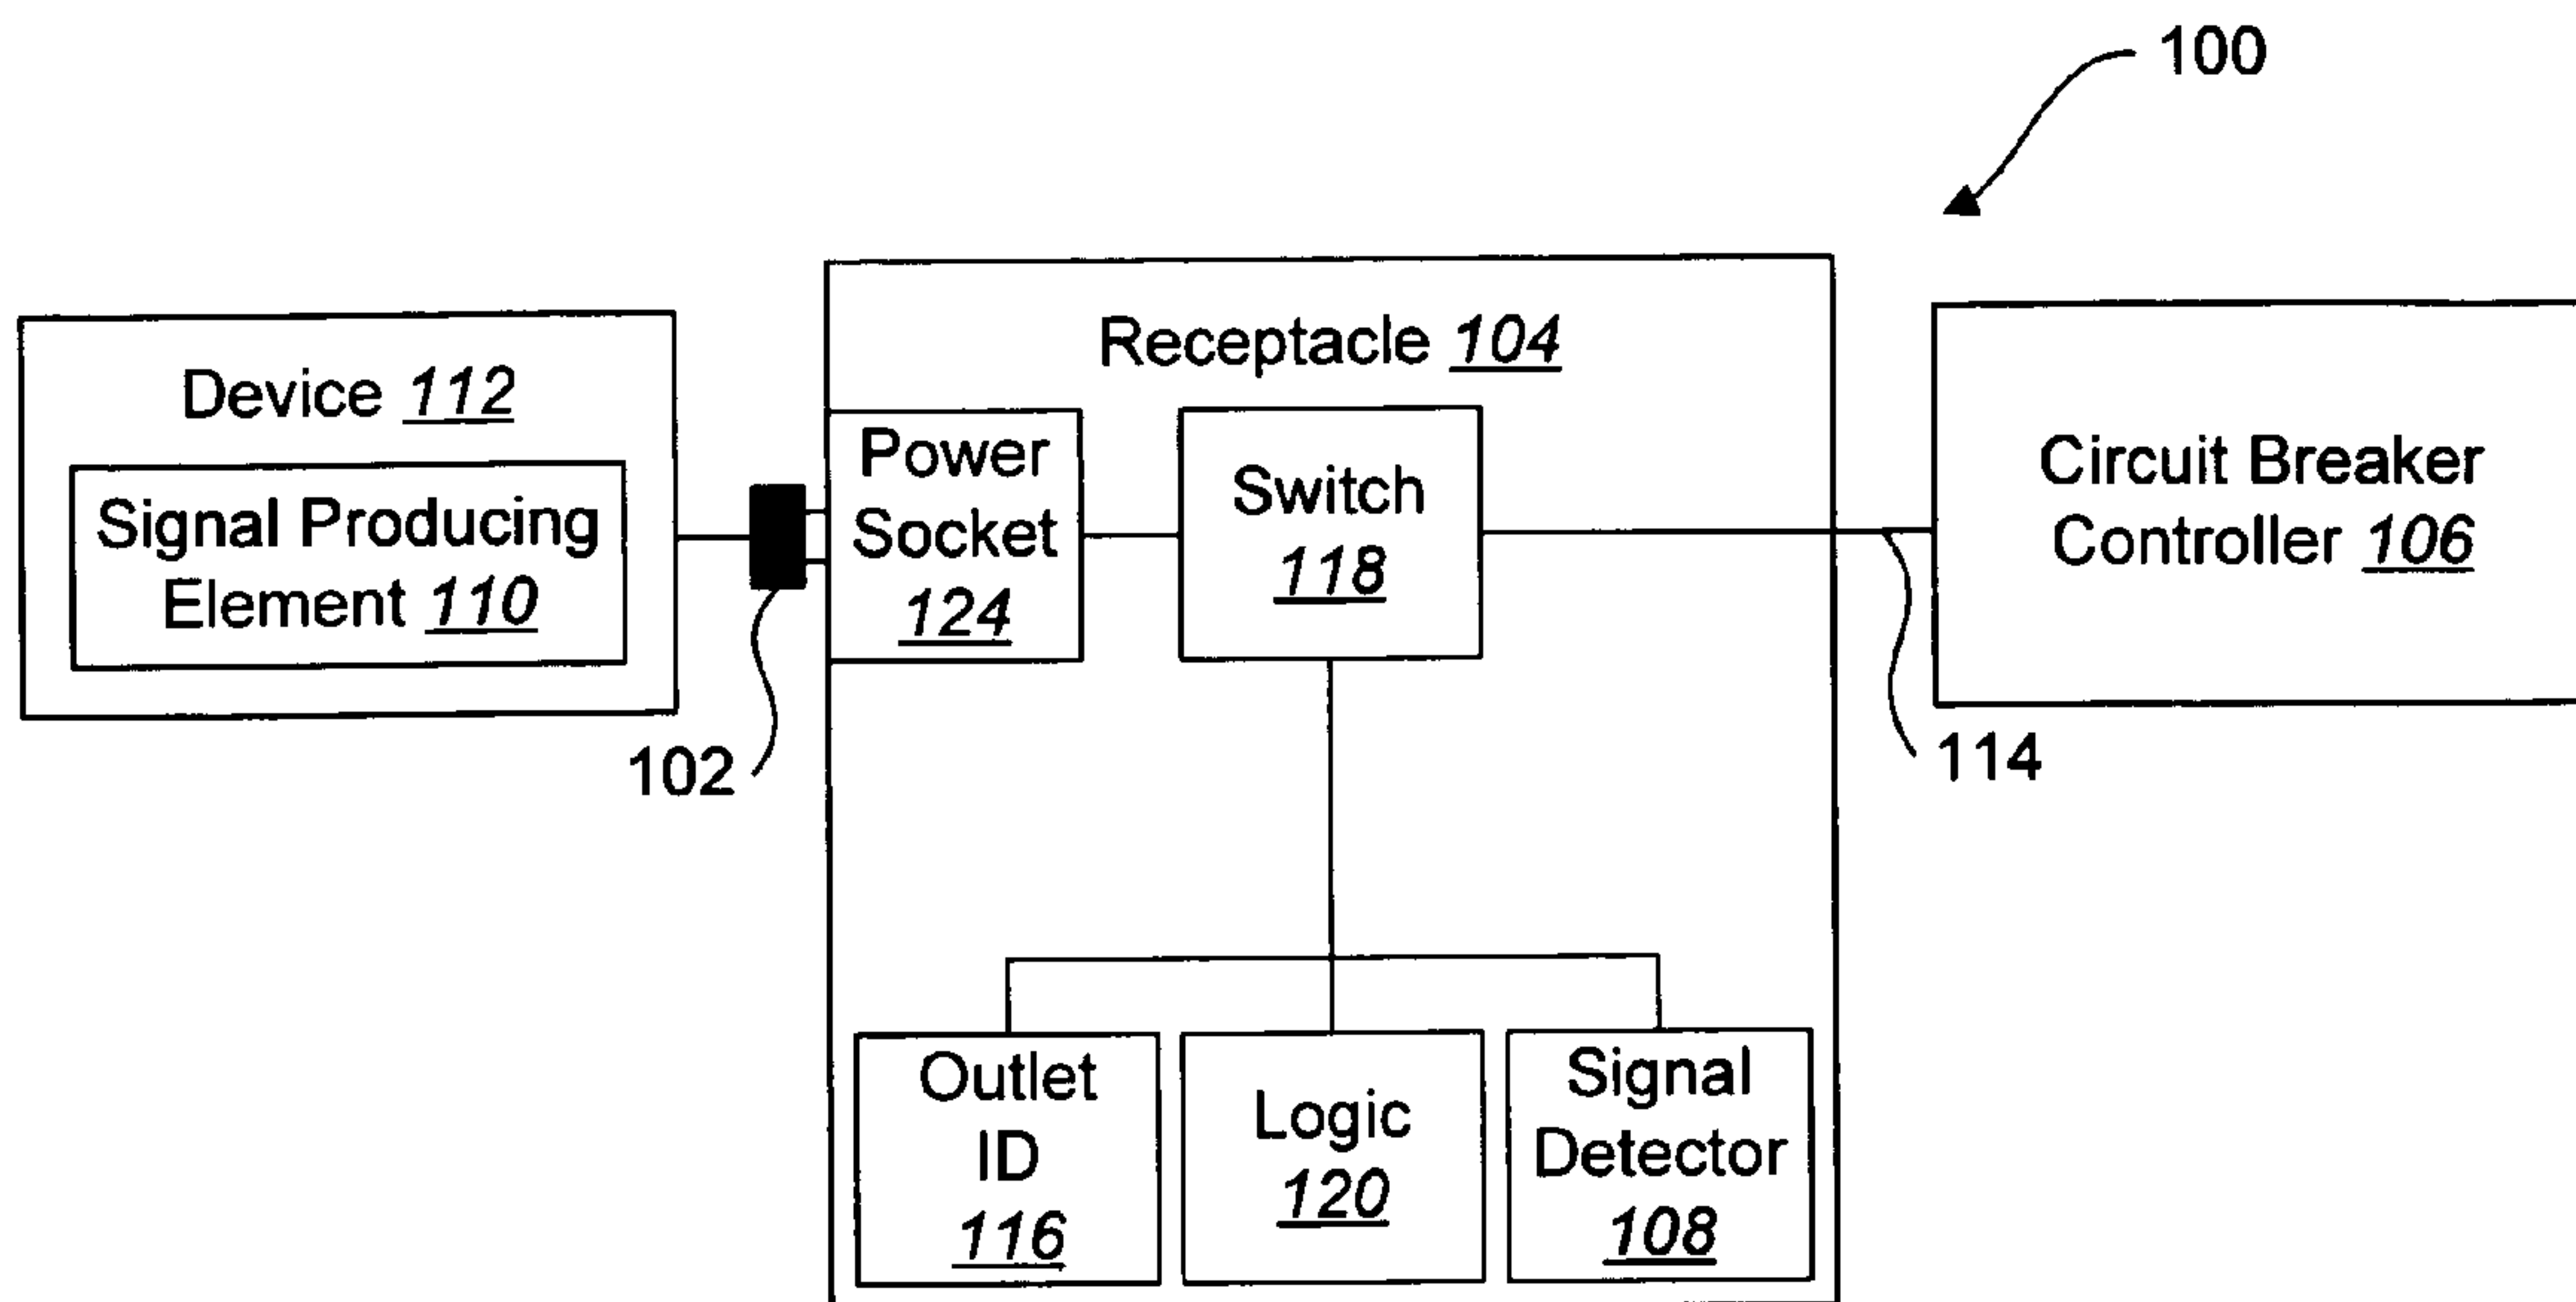 100
Receptacle 104
Device 112
Signal Producing
Element 110
Power
Socket
124
Switch
118
Circuit Breaker
Controller 106
102
114
Outlet
ID
116
Logic
120
Signal
Detector
108